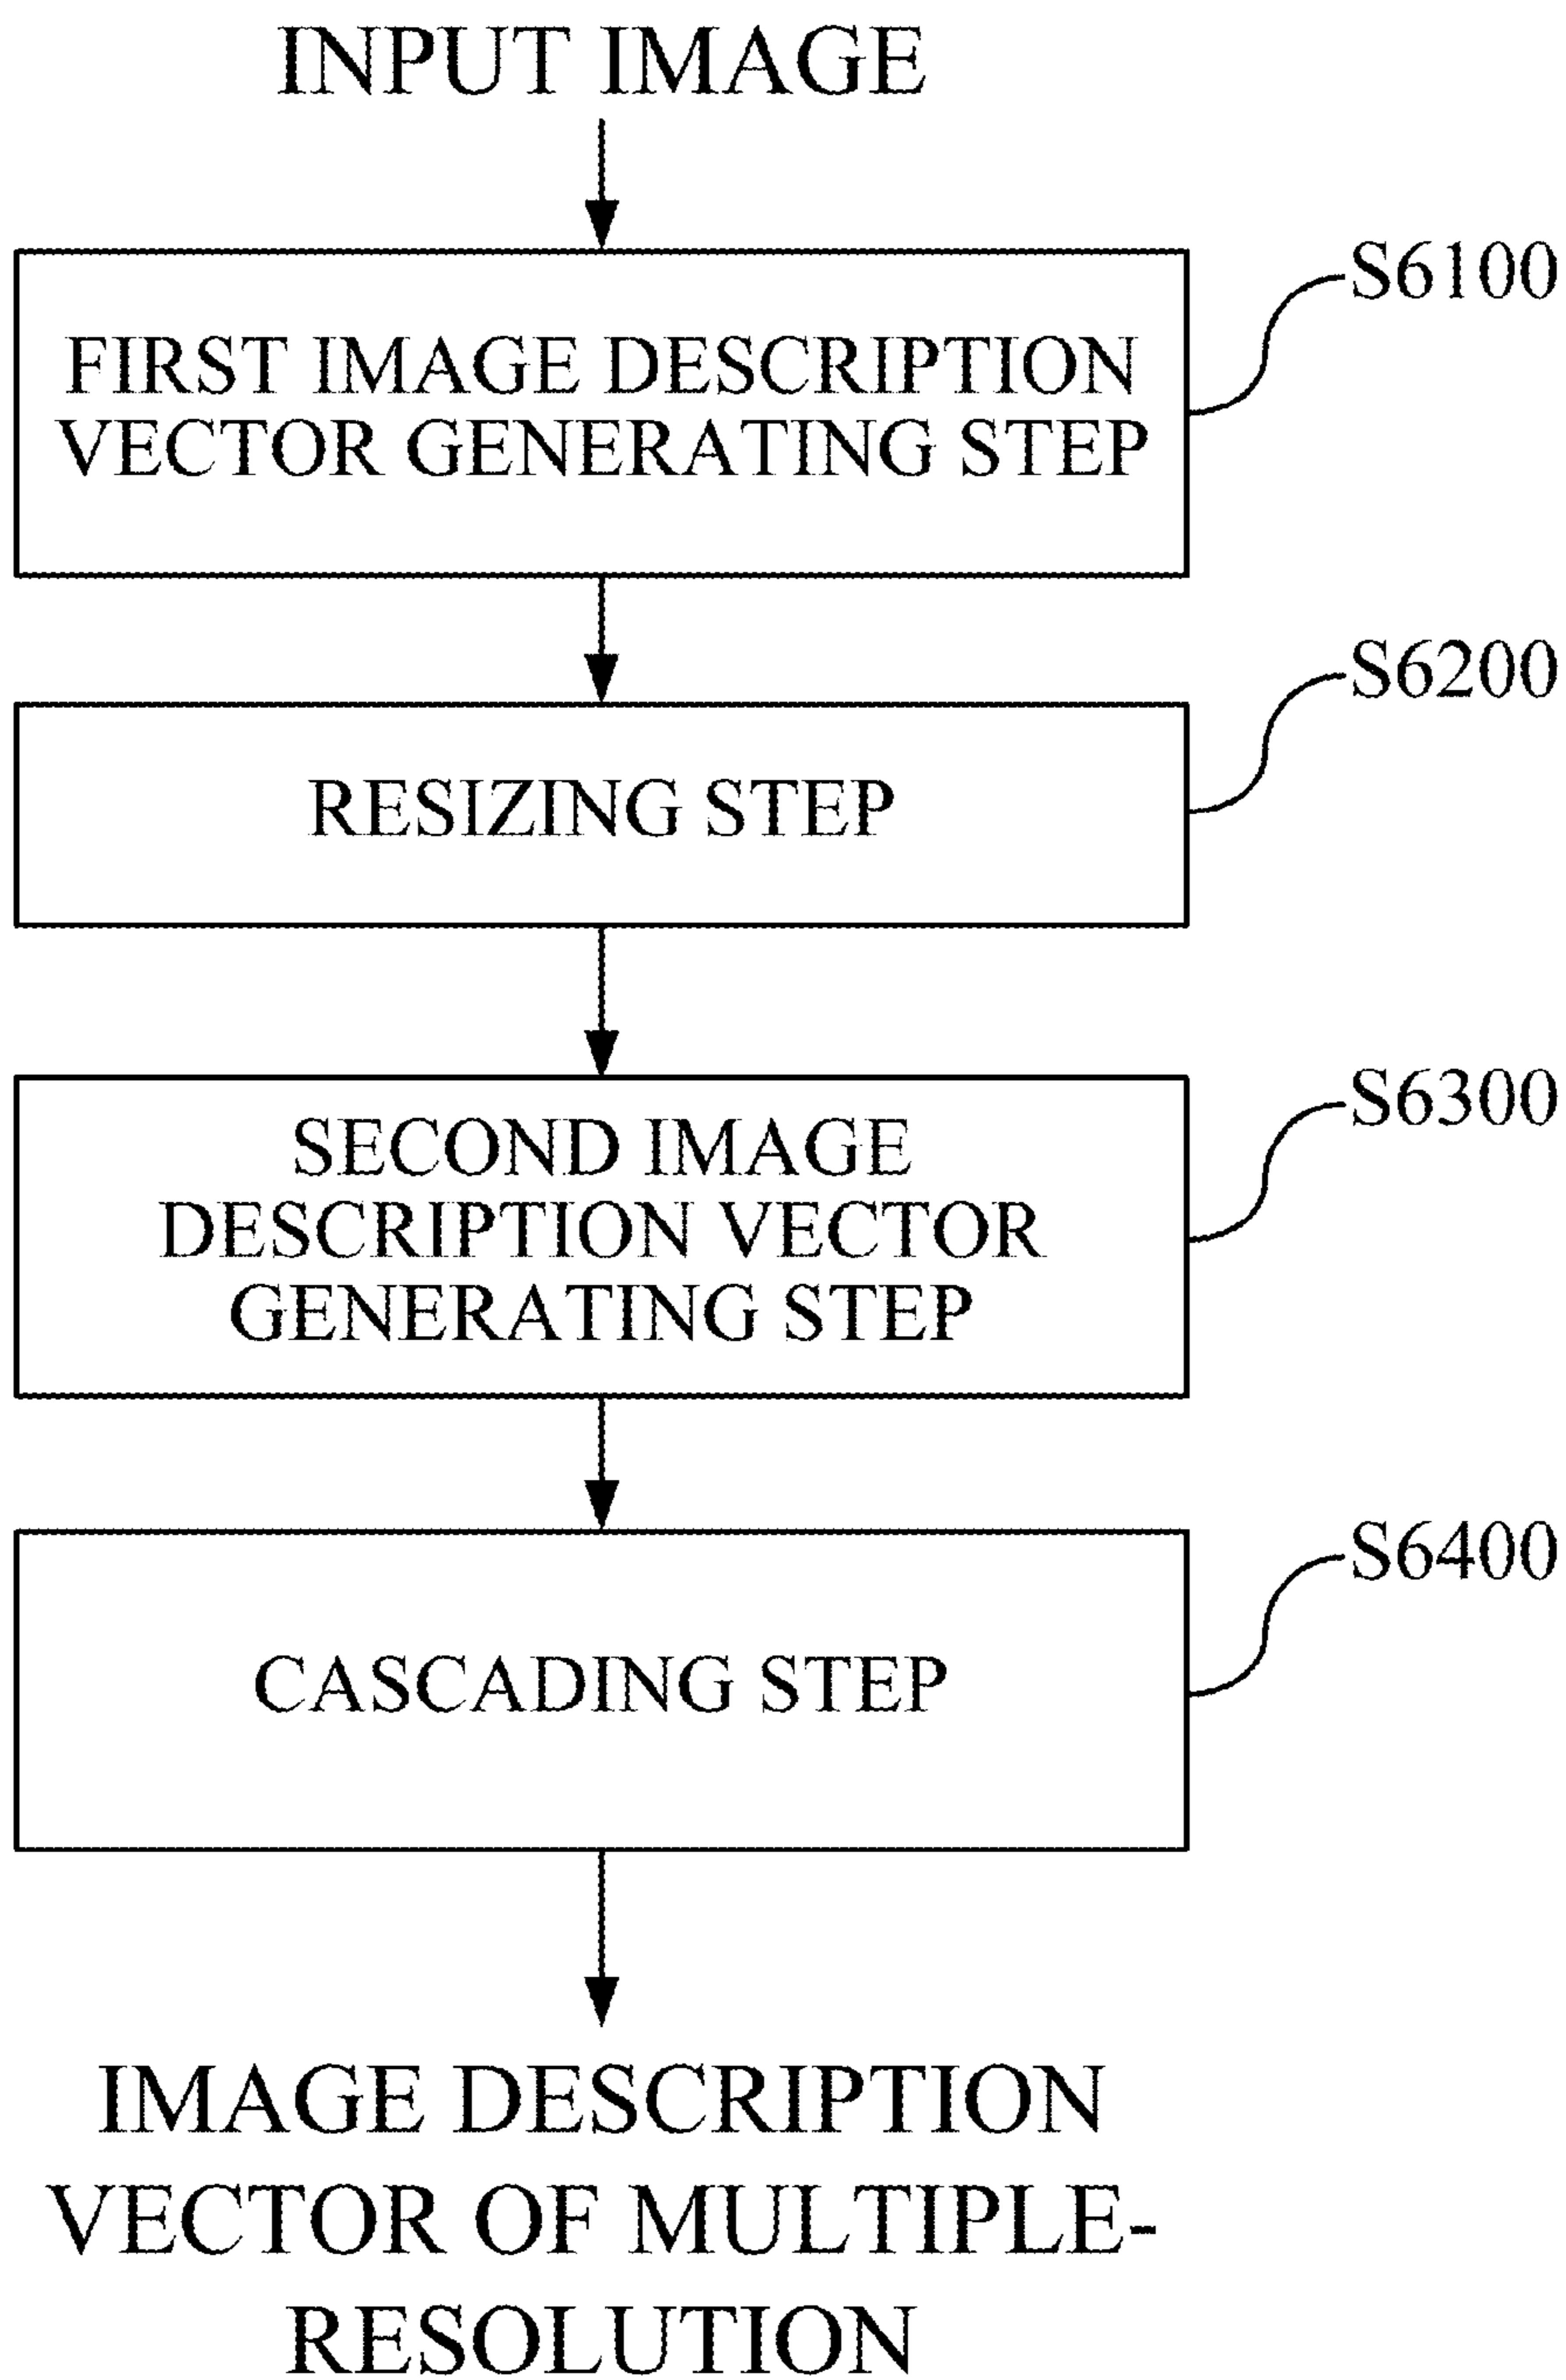 INPUT IMAGE
S6100
FIRST IMAGE DESCRIPTION
VECTOR GENERATING STEP
S6200
RESIZING STEP
S6300
SECOND IMAGE
DESCRIPTION VECTOR
GENERATING STEP
S6400
CASCADING STEP
IMAGE DESCRIPTION
VECTOR OF MULTIPLE-
RESOLUTION